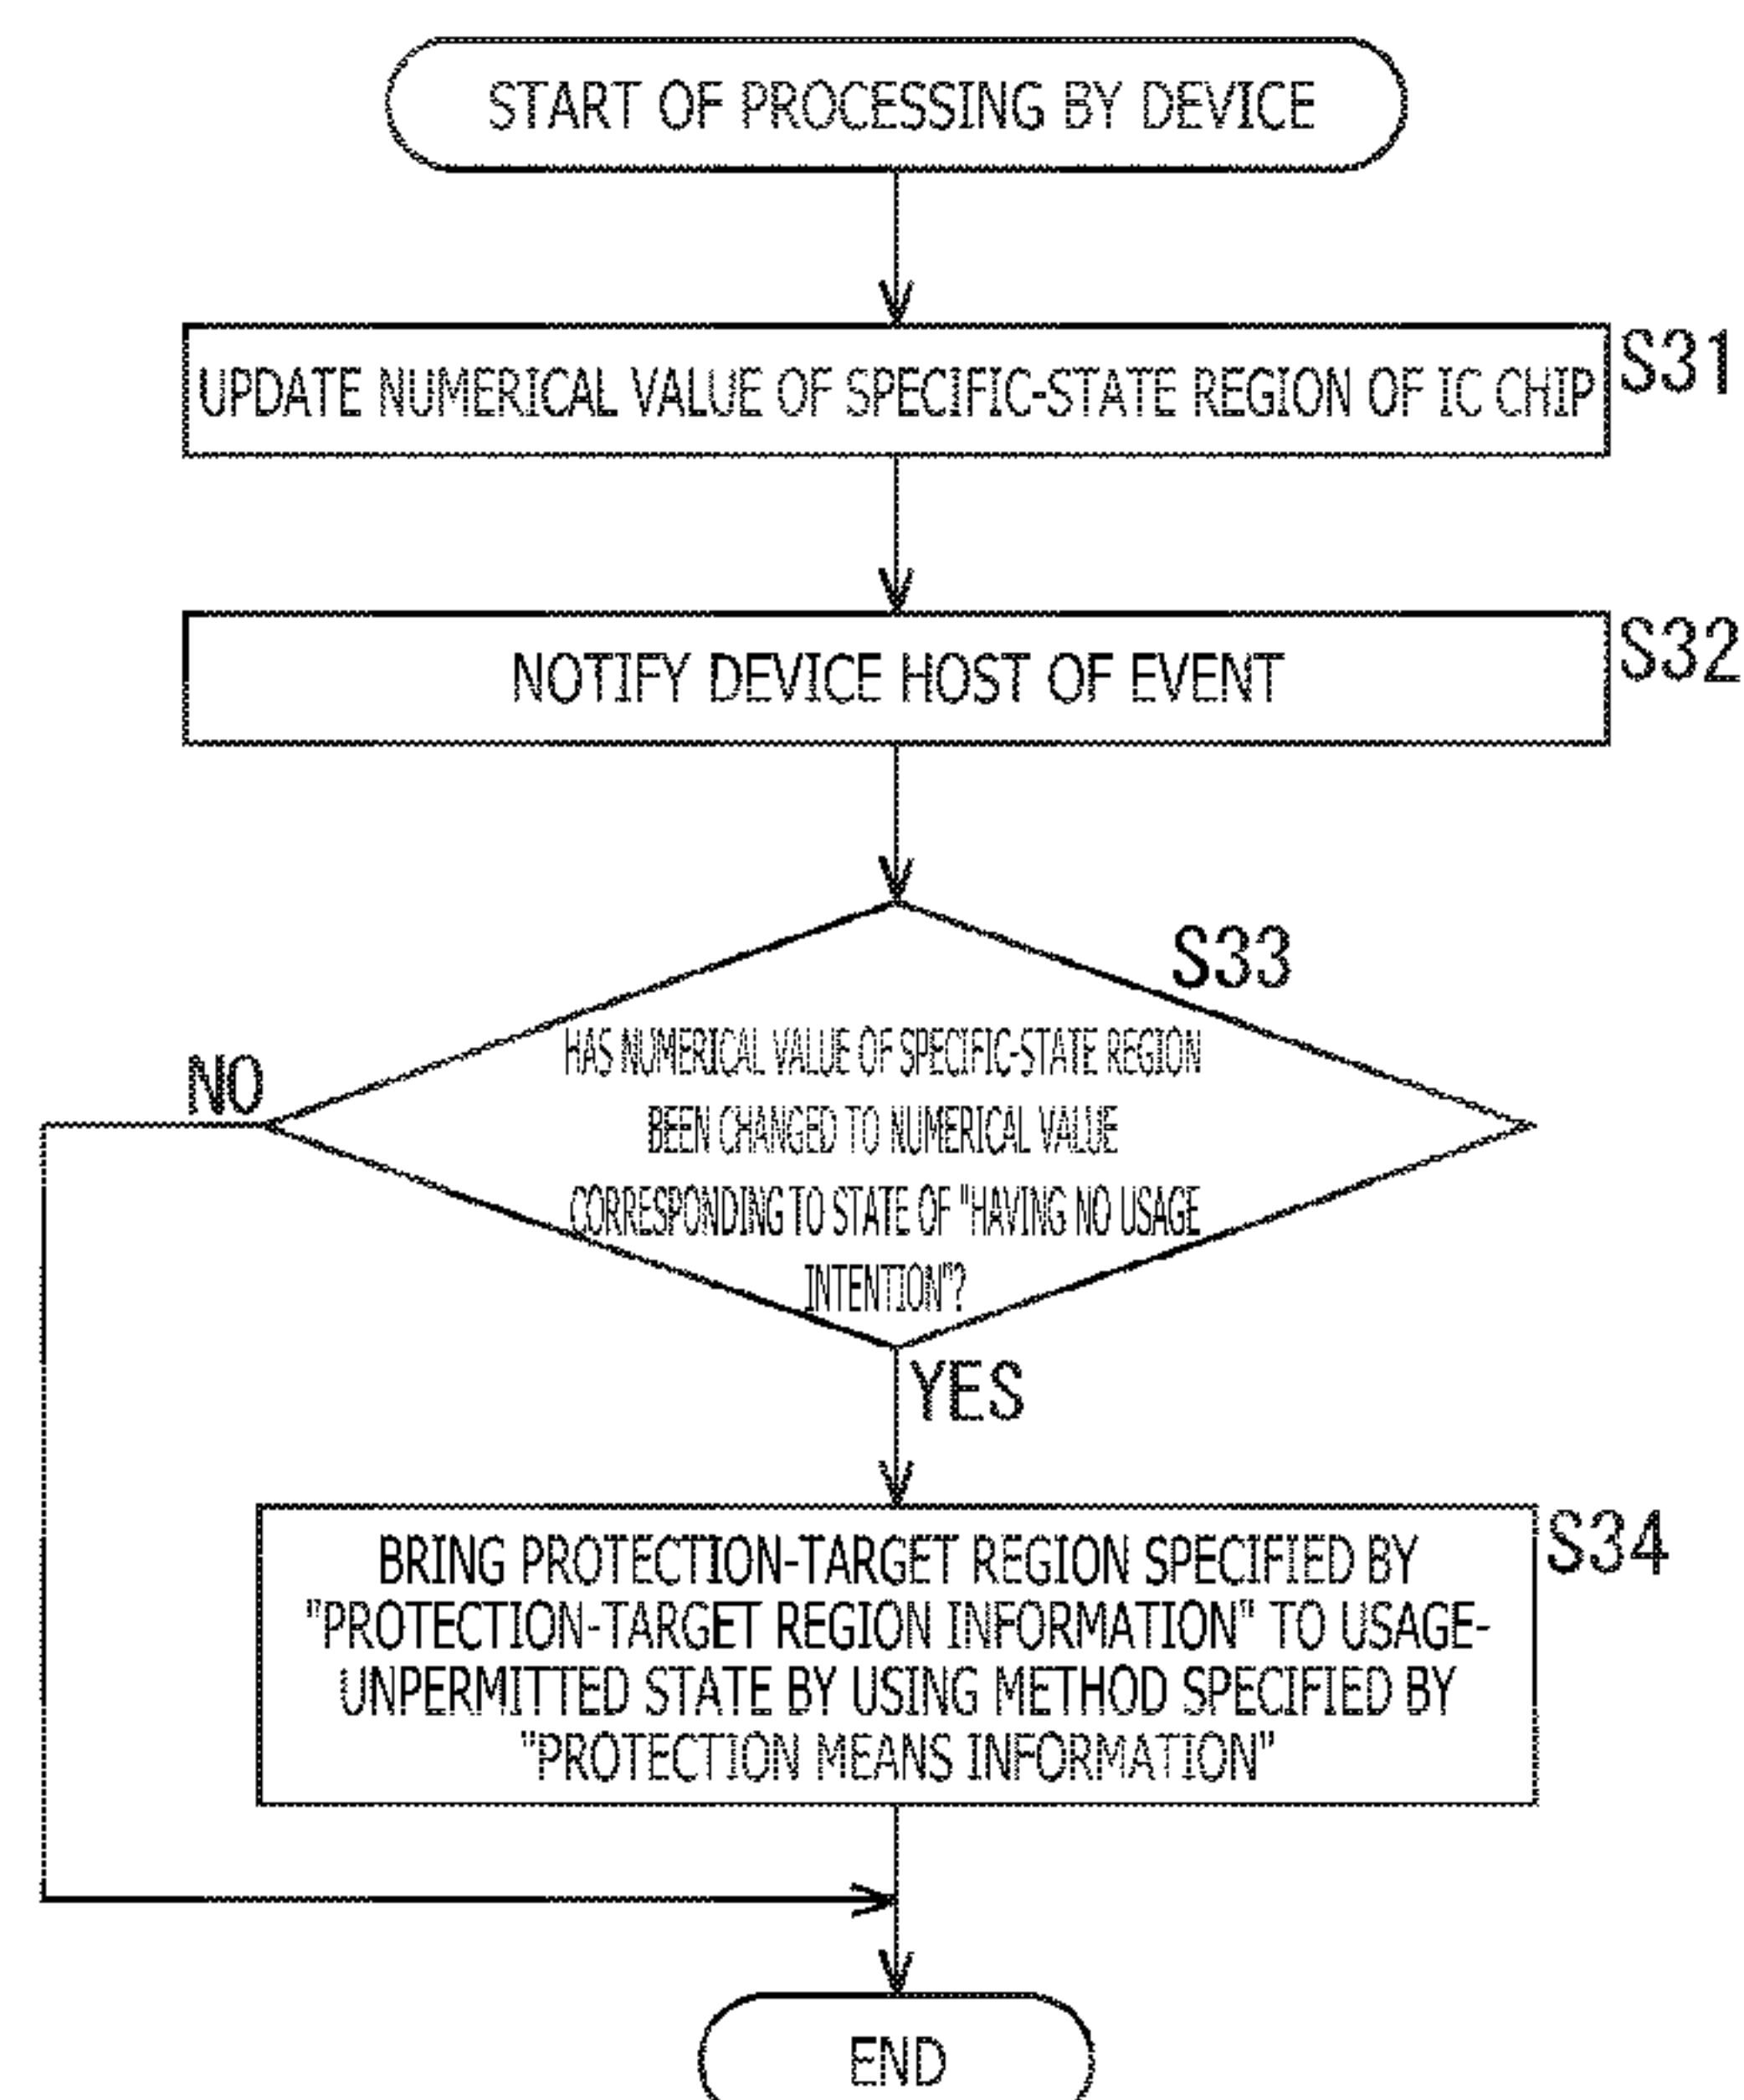 START OF PROCESSING BY DEVICE
UPDATE NUMERICAL VALUE OF SPECIFIC-STATE REGION OF IC CHIP
S31
NOTIFY DEVICE HOST OF EVENT
S32
S33
HAS NUMERICAL VALUE OF SPECIFIC-STATE REGION
BEEN CHANGED TO NUMERICAL VALUE
CORRESPONDING TO STATE OF "HAVING NO USAGE
INTENTION"?
NO
YES
BRING PROTECTION-TARGET REGION SPECIFIED BY
"PROTECTION-TARGET REGION INFORMATION" TO USAGE-
UNPERMITTED STATE BY USING METHOD SPECIFIED BY
"PROTECTION MEANS INFORMATION"
S34
END